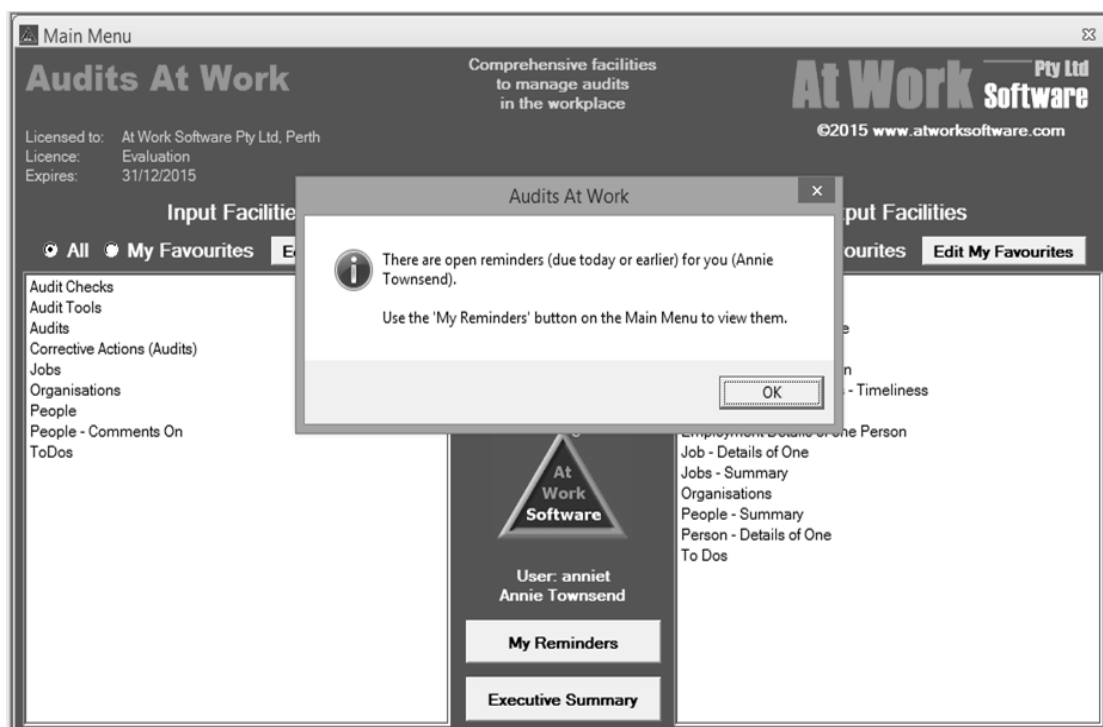 Main Menu
Audits At Work
Comprehensive facilities
to manage audits
in the workplace
At Work Pty Ltd
Software
©2015 www.atworksoftware.com
Licensed to: At Work Software Pty Ltd, Perth
Licence: Evaluation
Expires: 31/12/2015
Input Facilitie
put Facilities
All My Favourites E
ourites Edit My Favourites
Audits At Work
There are open reminders (due today or earlier) for you (Annie
Townsend).
Use the 'My Reminders' button on the Main Menu to view them.
OK
Audit Checks
Audit Tools
Audits
Corrective Actions (Audits)
Jobs
Organisations
People
People - Comments On
ToDos
At
Work
Software
User: anniet
Annie Townsend
My Reminders
Executive Summary
e
n
- Timeliness
Employment Details of One Person
Job - Details of One
Jobs - Summary
Organisations
People - Summary
Person - Details of One
To Dos